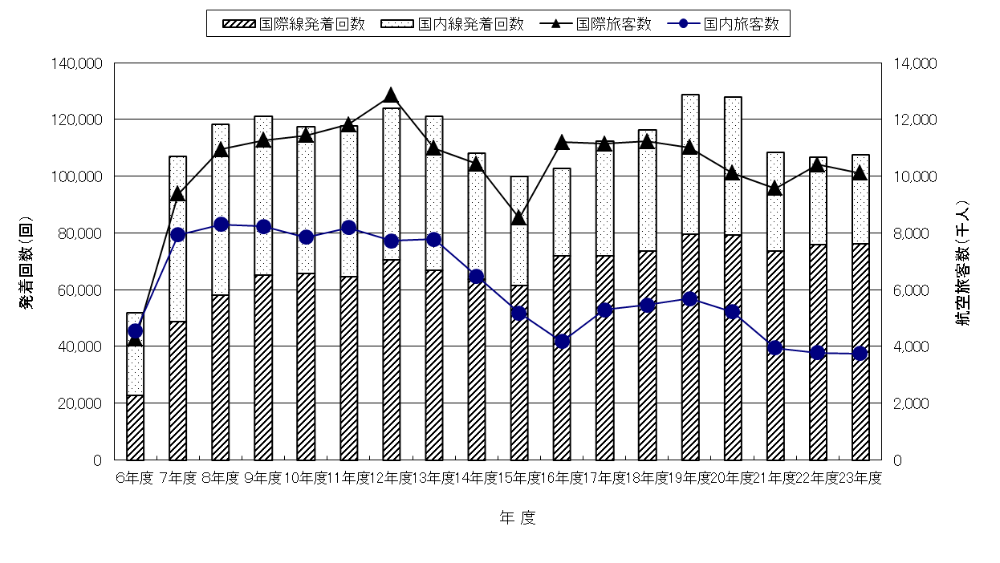 国際線発着回数 国内線発着回数 国際旅客数 国内旅客数
140,000 14,000
120,000 12,000
100,000 10,000
80,000 8,000
60,000 6,000
40,000 4,000
20,000 2,000
0 0
発着回数(回)
航空旅客数(千人)
6年度 7年度 8年度 9年度 10年度 11年度 12年度 13年度 14年度 15年度 16年度 17年度 18年度 19年度 20年度 21年度 22年度 23年度
年 度